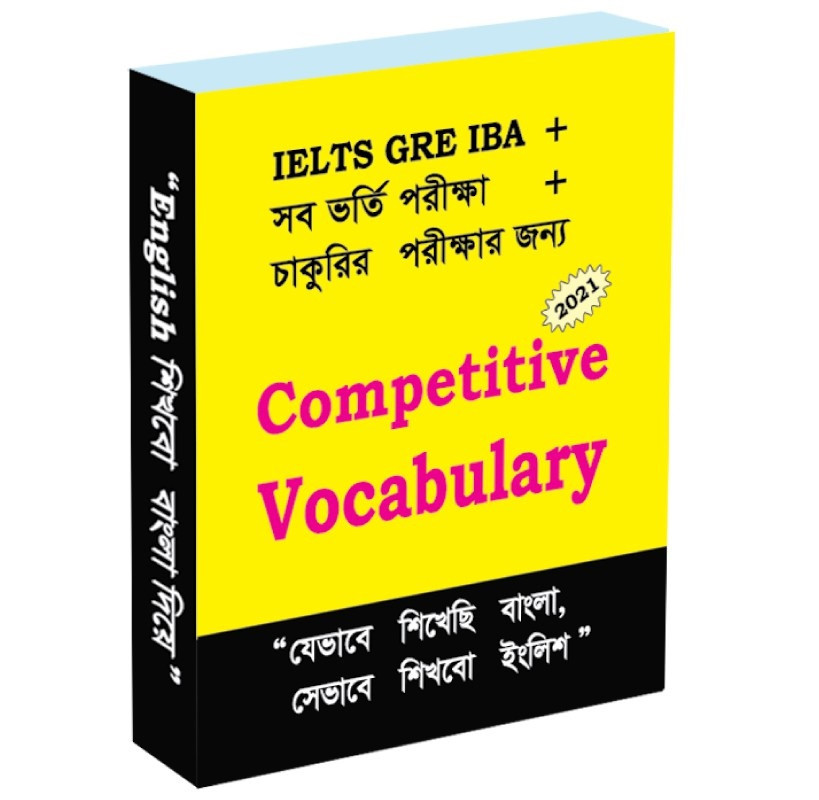 IELTS GRE IBA +
সব ভর্তি পরীক্ষা +
চাকুরির পরীক্ষার জন্য
2021
Competitive
Vocabulary
“যেভাবে শিখেছি বাংলা,
সেভাবে শিখবো ইংলিশ”
“English শিখবো বাংলা দিয়ে”